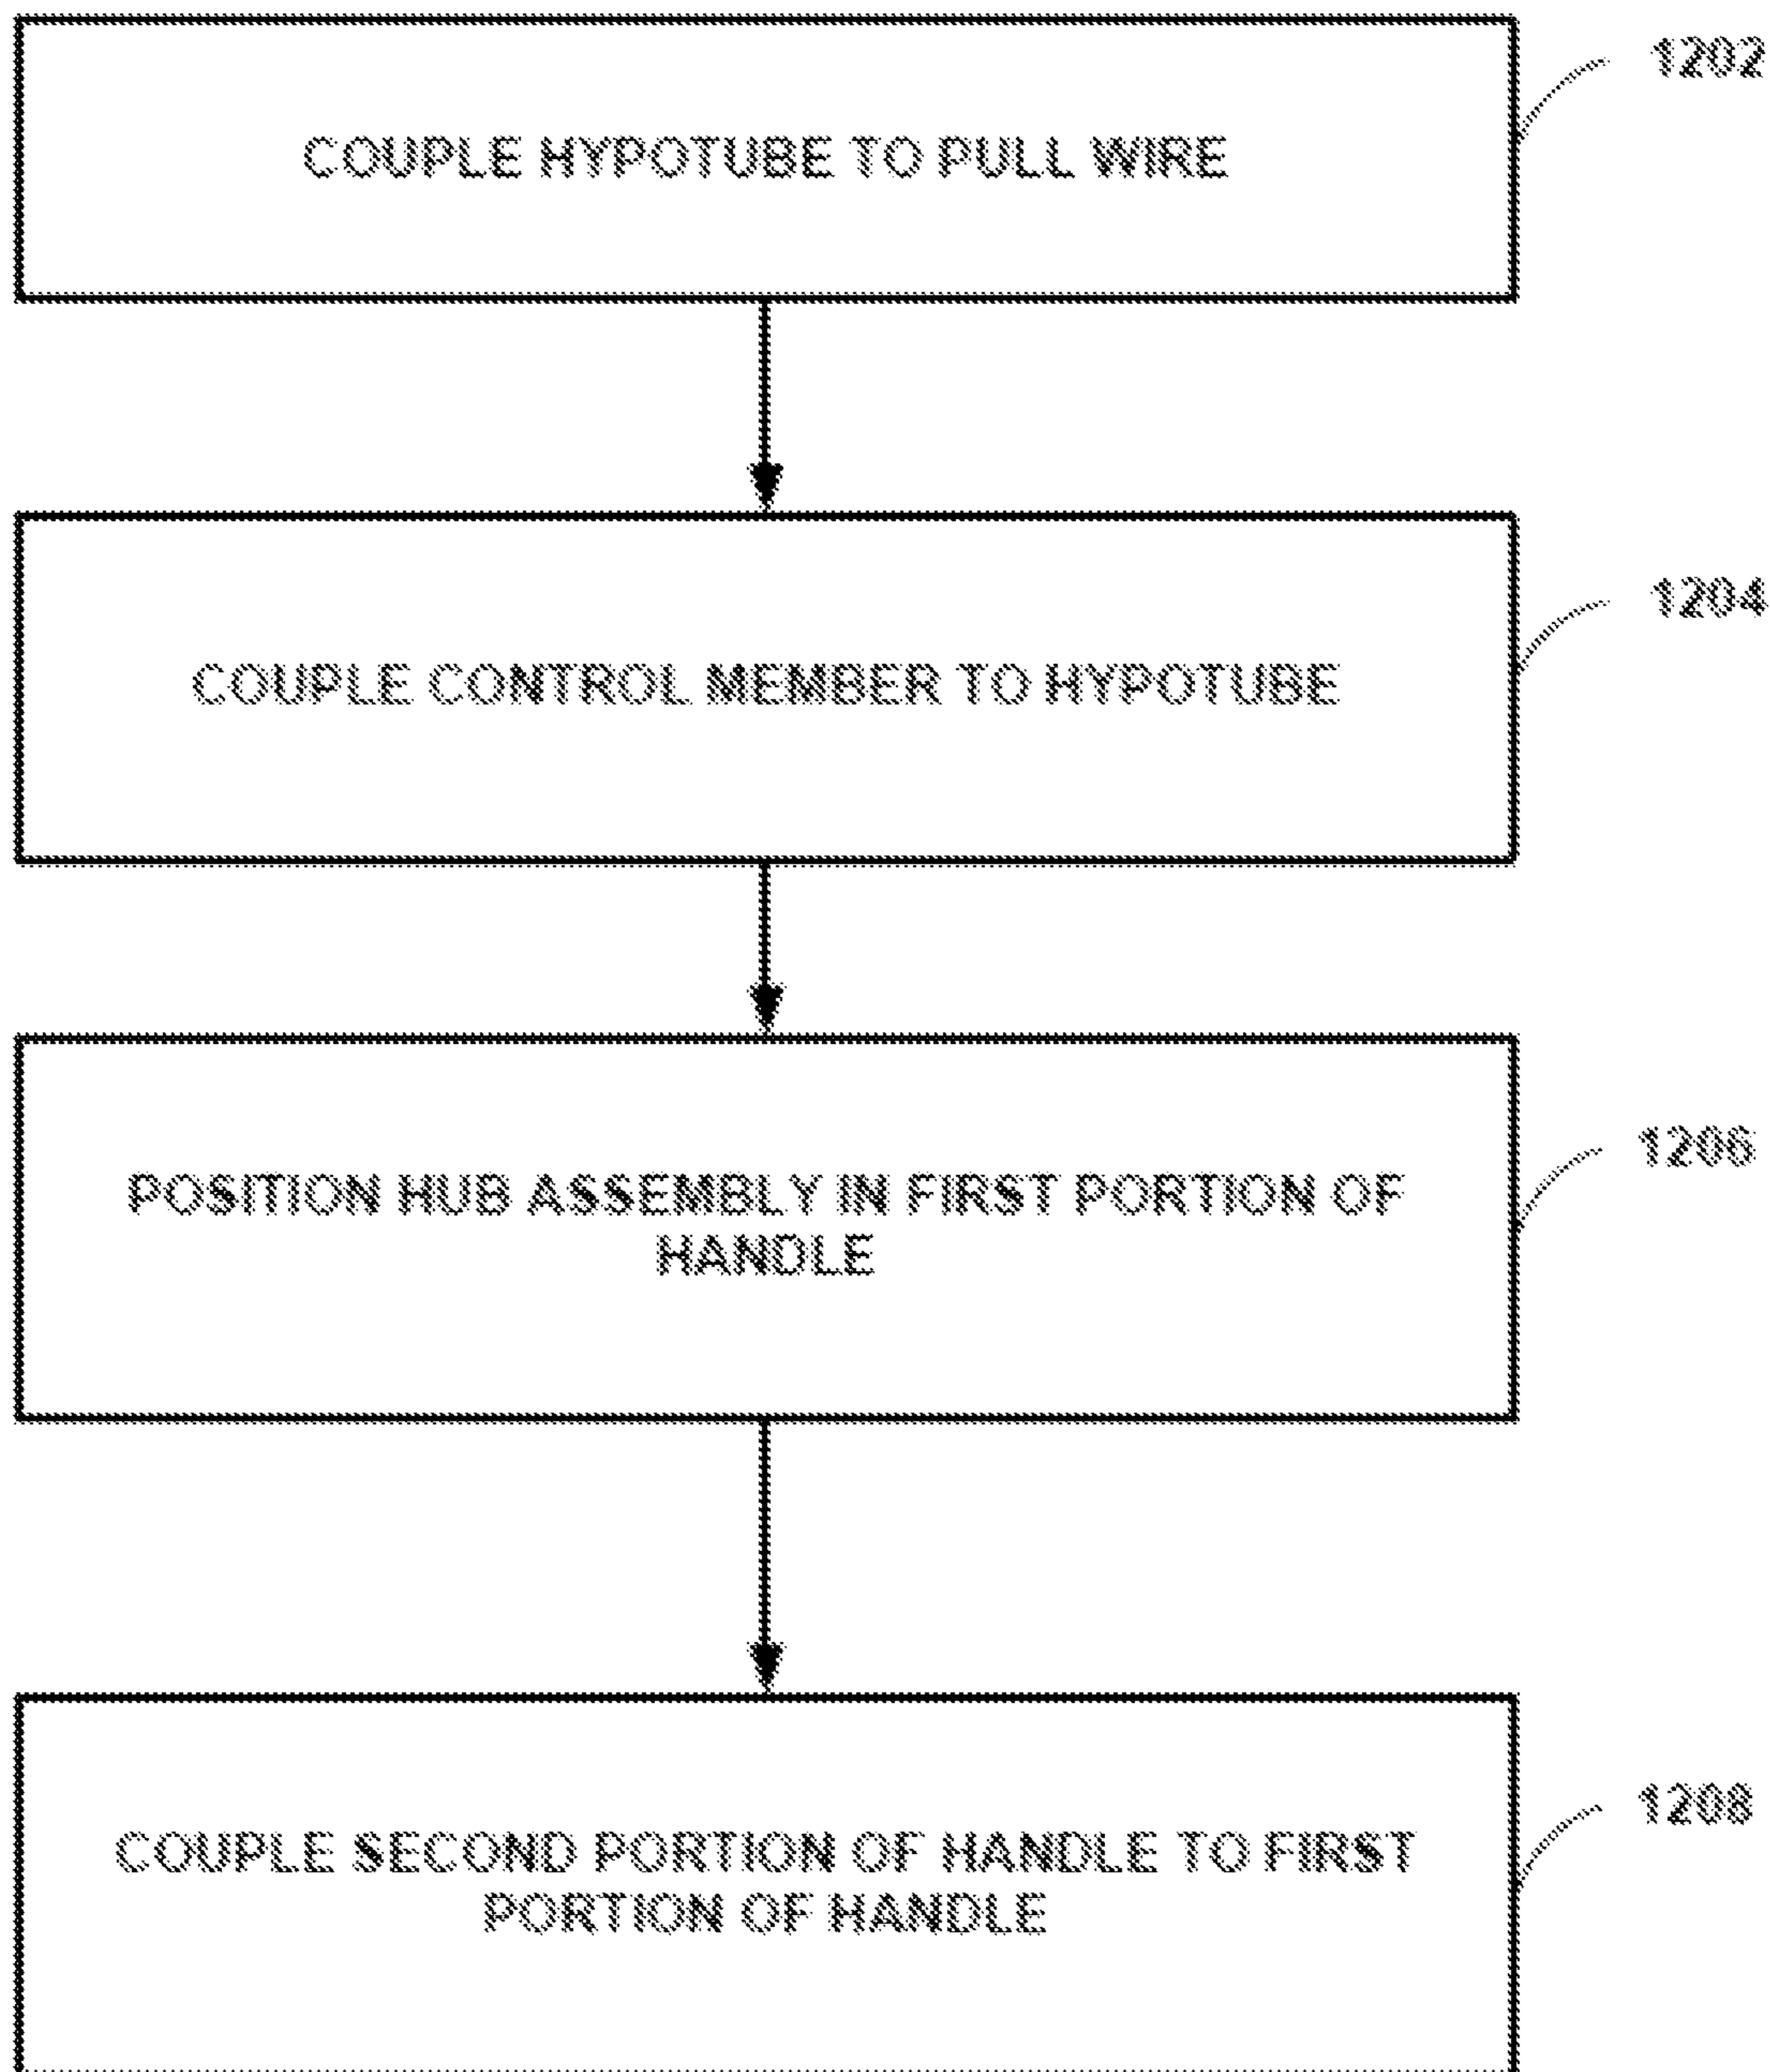 1202
COUPLE HYPOTUBE TO PULL WIRE
1204
COUPLE CONTROL MEMBER TO HYPOTUBE
1206
POSITION HUB ASSEMBLY IN FIRST PORTION OF
HANDLE
1208
COUPLE SECOND PORTION OF HANDLE TO FIRST
PORTION OF HANDLE